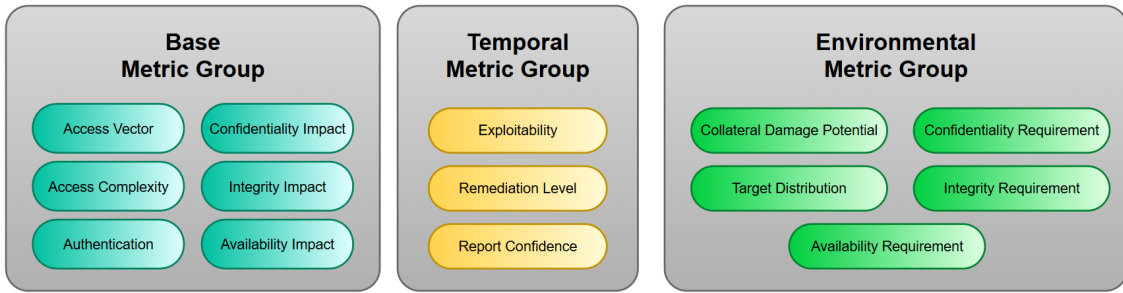 Base
Metric Group
Access Vector
Confidentiality Impact
Access Complexity
Integrity Impact
Authentication
Availability Impact
Temporal
Metric Group
Exploitability
Remediation Level
Report Confidence
Environmental
Metric Group
Collateral Damage Potential
Confidentiality Requirement
Target Distribution
Integrity Requirement
Availability Requirement